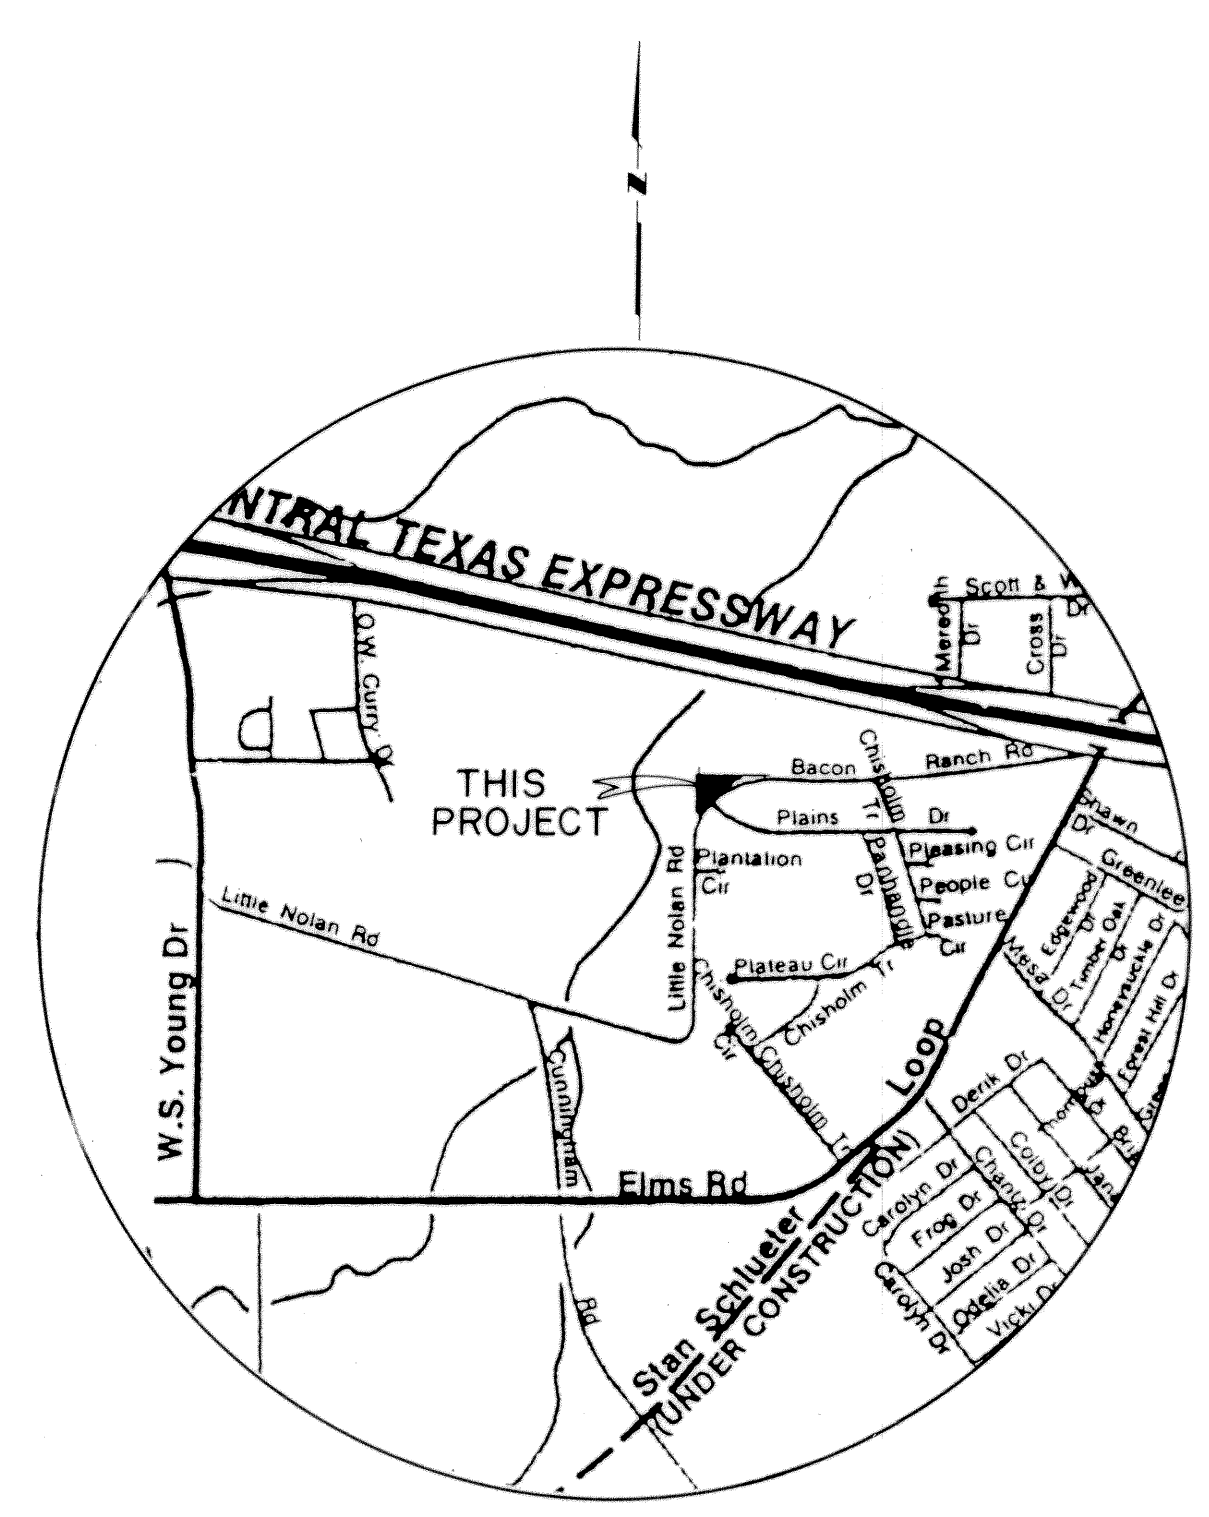 N
NTRAL TEXAS EXPRESSWAY
Scott & W
Dr
Meredith
Dr
Cross
Dr
O.W. Curry Dr
THIS
PROJECT
Bacon Ranch Rd
Chisholm Tr
Plains Dr
Shawn
Dr
Plantation
Cir
Pleasing Cir
Panhandle
Dr
People
Pasture
Cir
Greenlee
Edgewood
Dr
Timber Oak
Dr
Honeysuckle Dr
Forest Hill Dr
Mesa Dr
Little Nolan Rd
Little Nolan Rd
W.S. Young Dr
Plateau Cir
Chisholm Tr
Chisholm
Cir
Chisholm Tr
Loop
Cunningham
Rd
Elms Rd
Derik Dr
Dr
Colby Dr
Dr
Carolyn Dr
Frog Dr
Josh Dr
Odelia Dr
Vicki Dr
Carolyn Dr
Stan Schlueter
(UNDER CONSTRUCTION)